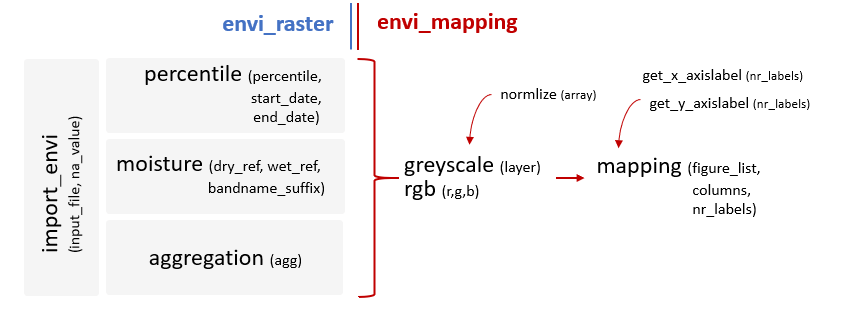 envi_raster
envi_mapping
import_envi
(input_file, na_value)
percentile (percentile,
start_date,
end_date)
moisture (dry_ref, wet_ref,
bandname_suffix)
aggregation (agg)
normlize (array)
greyscale (layer)
rgb (r,g,b)
get_x_axislabel (nr_labels)
get_y_axislabel (nr_labels)
mapping (figure_list,
columns,
nr_labels)